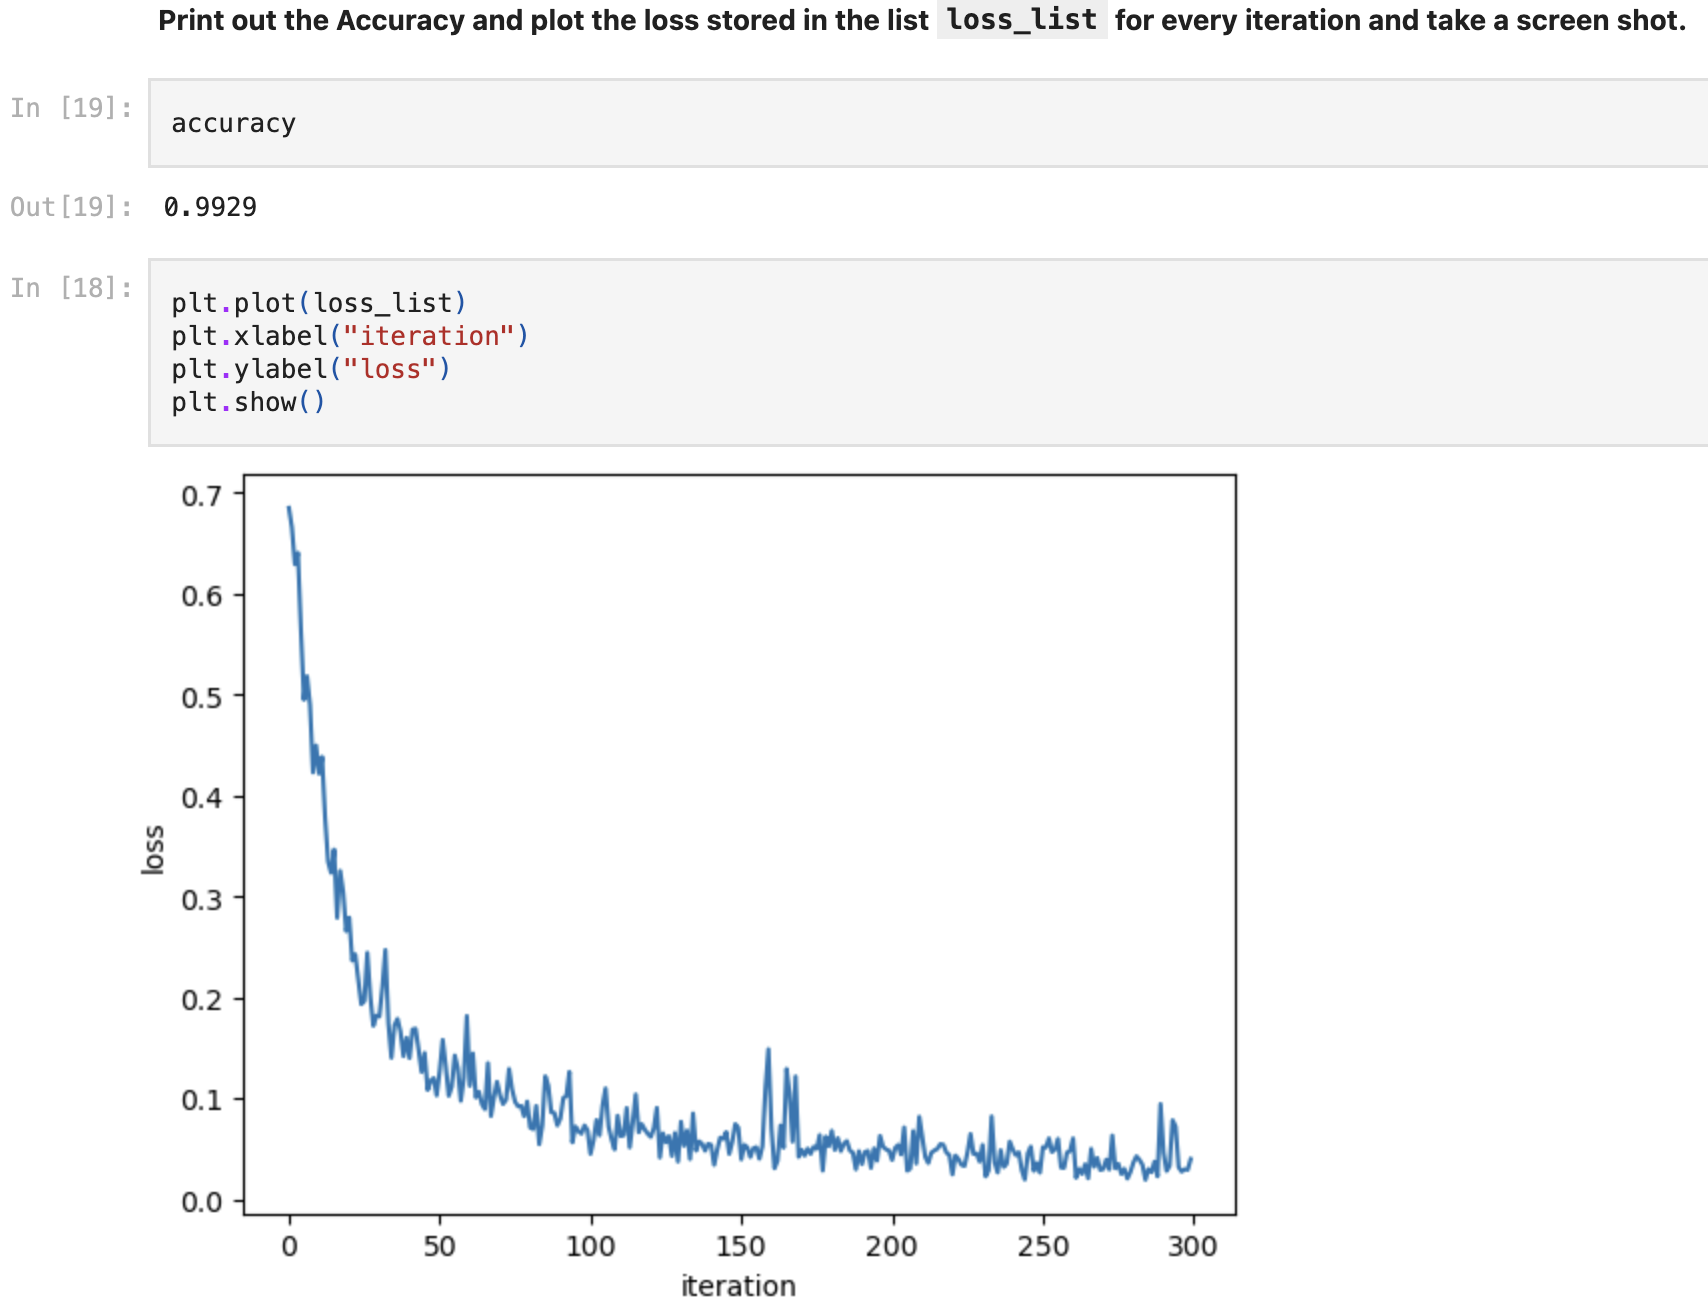 Print out the Accuracy and plot the loss stored in the list loss_list for every iteration and take a screen shot.
In [19]:
accuracy
Out[19]: 0.9929
In [18]:
plt.plot(loss_list)
plt.xlabel("iteration")
plt.ylabel("loss")
plt.show()
0.7
0.6
0.5
0.4
0.3
0.2
0.1
0.0
loss
0 50 100 150 200 250 300
iteration